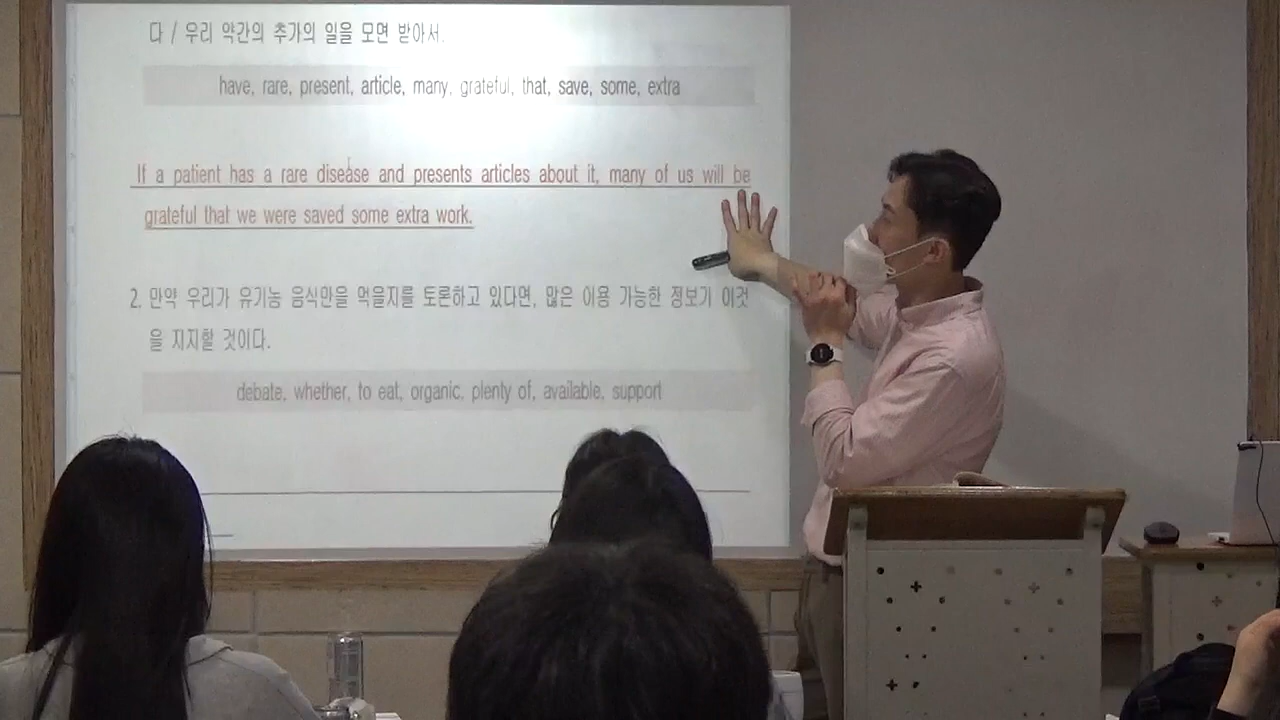 다 / 우리 약간의 추가의 일을 모면 받아서.
have, rare, present, article, many, grateful, that, save, some, extra
If a patient has a rare disease and presents articles about it, many of us will be
grateful that we were saved some extra work.
2. 만약 우리가 유기농 음식만을 먹을지를 토론하고 있다면, 많은 이용 가능한 정보가 이것
을 지지할 것이다.
debate, whether, to eat, organic, plenty of, available, support